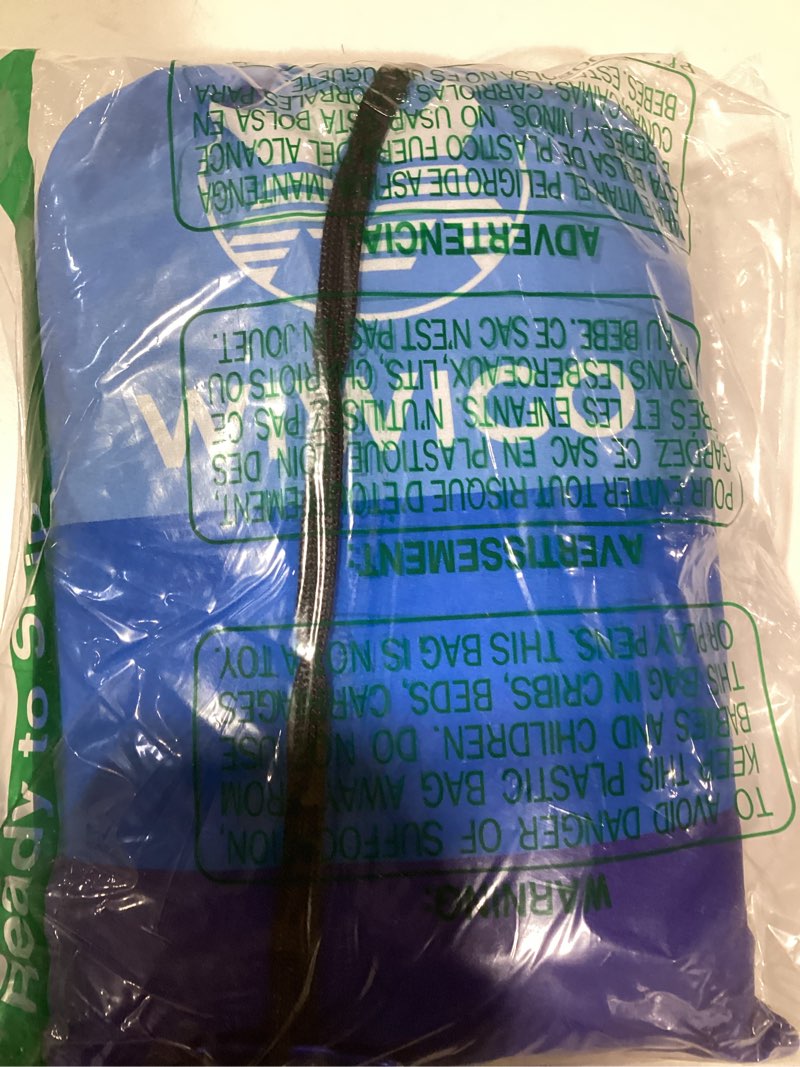 Ready to Ship
WARNING:
TO AVOID DANGER OF SUFFOCATION,
KEEP THIS PLASTIC BAG AWAY FROM
BABIES AND CHILDREN. DO NOT USE
THIS BAG IN CRIBS, BEDS, CARRIAGES
OR PLAY PENS. THIS BAG IS NOT A TOY.
AVERTISSEMENT:
POUR EVITER TOUT RISQUE D'ÉTOUFFEMENT,
GARDEZ CE SAC EN PLASTIQUE LOIN DES
ET LES ENFANTS. N'UTILISEZ PAS CE
DANS LES BERCEAUX, LITS, CHARIOTS OU
AU BEBE. CE SAC N'EST PAS UN JOUET.
ADVERTENCIA
EVITAR EL PELIGRO DE MANTENGA
ESTA BOLSA DE PLASTICO FUERA DEL ALCANCE
BEBES Y NINOS. NO USAR ESTA BOLSA EN
CUNAS, CAMAS, CARRIOLAS CORRALES PARA
BEBES. ESTA BOLSA NO ES UN JUGUETE